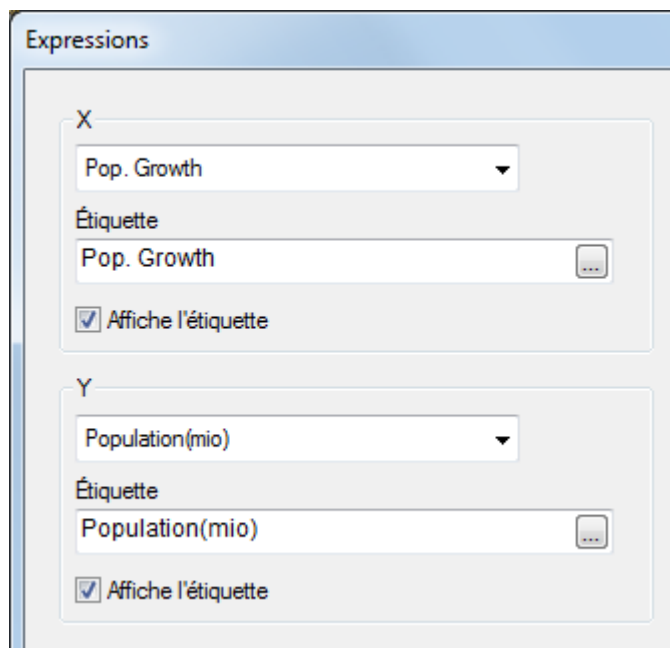 Expressions
X
Pop. Growth
Étiquette
Pop. Growth
...
Affiche l'étiquette
Y
Population(mio)
Étiquette
Population(mio)
...
Affiche l'étiquette